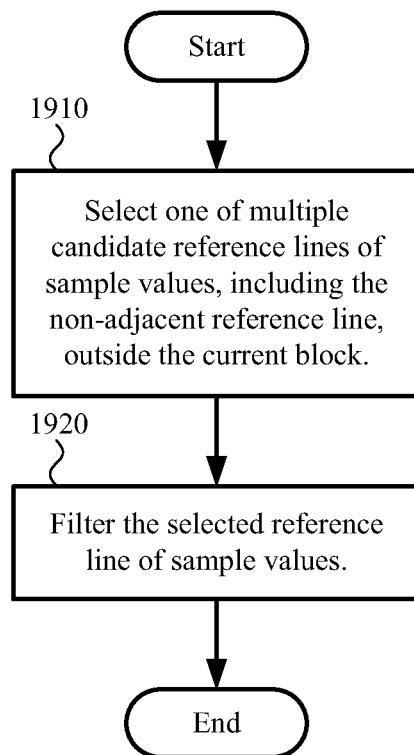 Start
1910
Select one of multiple
candidate reference lines of
sample values, including the
non-adjacent reference line,
outside the current block.
1920
Filter the selected reference
line of sample values.
End